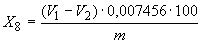 X₈ = (V₁ − V₂) · 0,007456 · 100 / m